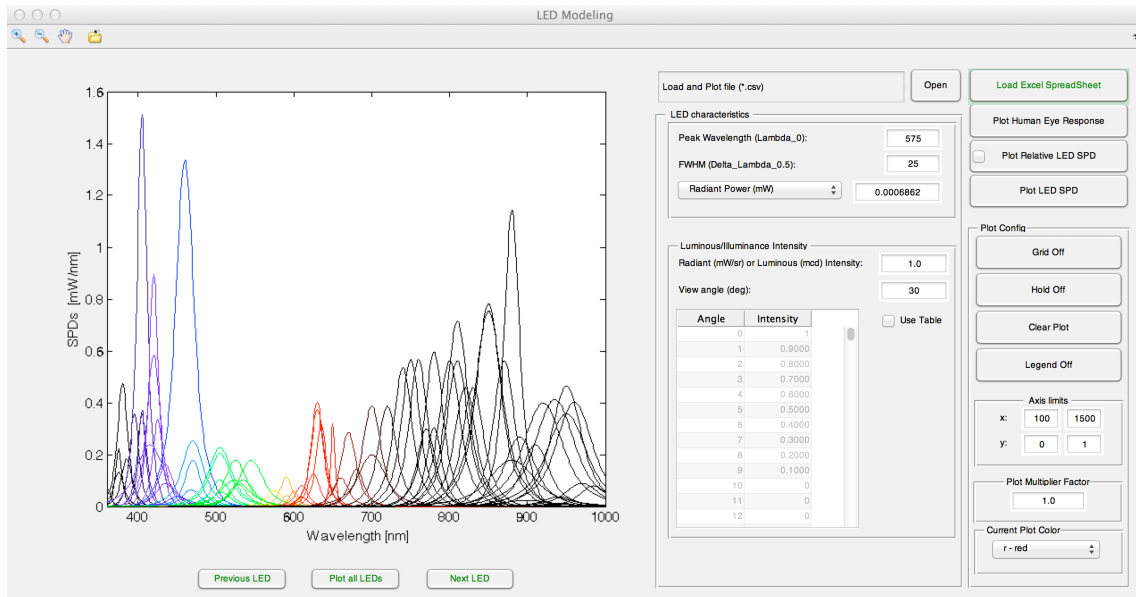 LED Modeling
Load and Plot file (*.csv)
Open
Load Excel SpreadSheet
LED characteristics
Peak Wavelength (Lambda_0):
575
FWHM (Delta_Lambda_0.5):
25
Radiant Power (mW)
0.0006862
Plot Human Eye Response
Plot Relative LED SPD
Plot LED SPD
Luminous/Illuminance Intensity
Radiant (mW/sr) or Luminous (mcd) Intensity:
1.0
View angle (deg):
30
Use Table
Angle Intensity
0 1
1 0.9000
2 0.8000
3 0.7000
4 0.6000
5 0.5000
6 0.4000
7 0.3000
8 0.2000
9 0.1000
10 0
11 0
12 0
Plot Config
Grid Off
Hold Off
Clear Plot
Legend Off
Axis limits
x: 100 1500
y: 0 1
Plot Multiplier Factor
1.0
Current Plot Color
r - red
SPDs [mW/nm]
1.6
1.4
1.2
1
0.8
0.6
0.4
0.2
0
400 500 600 700 800 900 1000
Wavelength [nm]
Previous LED
Plot all LEDs
Next LED